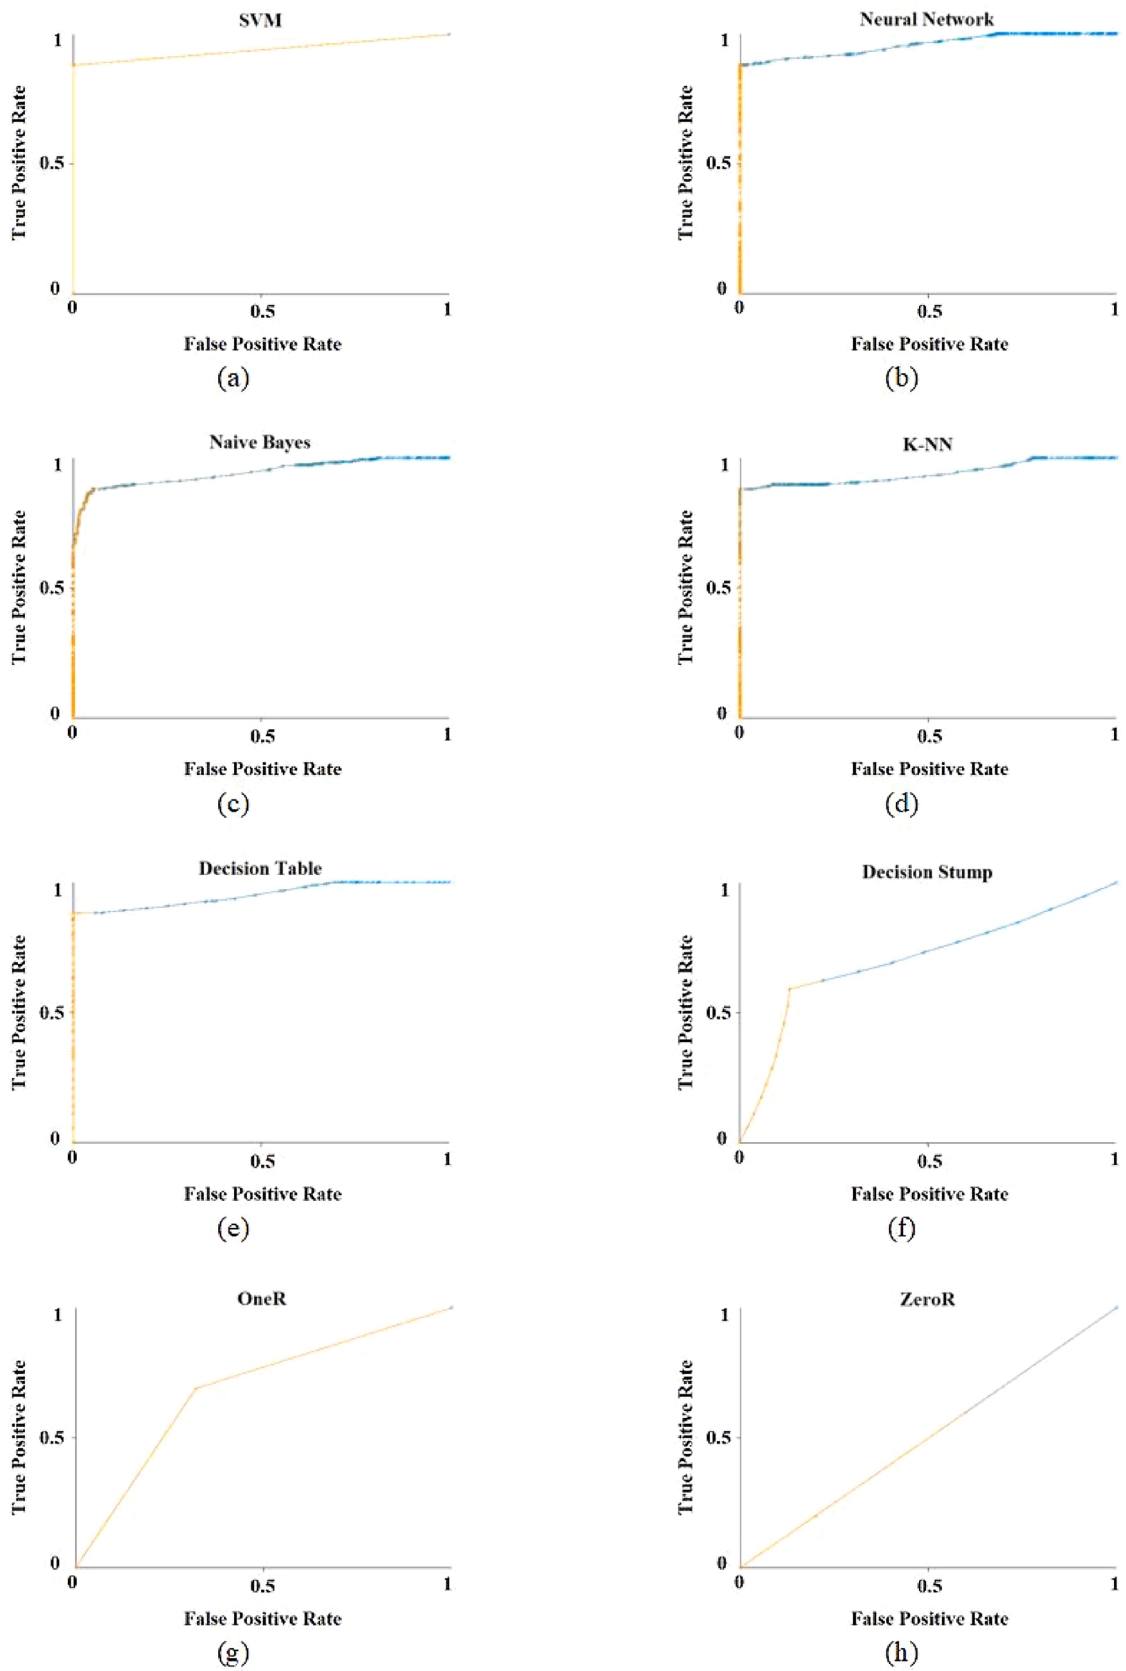 SVM
1
0.5
0
0
0.5
1
True Positive Rate
False Positive Rate
(a)
Neural Network
1
0.5
0
0
0.5
1
True Positive Rate
False Positive Rate
(b)
Naive Bayes
1
0.5
0
0
0.5
1
True Positive Rate
False Positive Rate
(c)
K-NN
1
0.5
0
0
0.5
1
True Positive Rate
False Positive Rate
(d)
Decision Table
1
0.5
0
0
0.5
1
True Positive Rate
False Positive Rate
(e)
Decision Stump
1
0.5
0
0
0.5
1
True Positive Rate
False Positive Rate
(f)
OneR
1
0.5
0
0
0.5
1
True Positive Rate
False Positive Rate
(g)
ZeroR
1
0.5
0
0
0.5
1
True Positive Rate
False Positive Rate
(h)